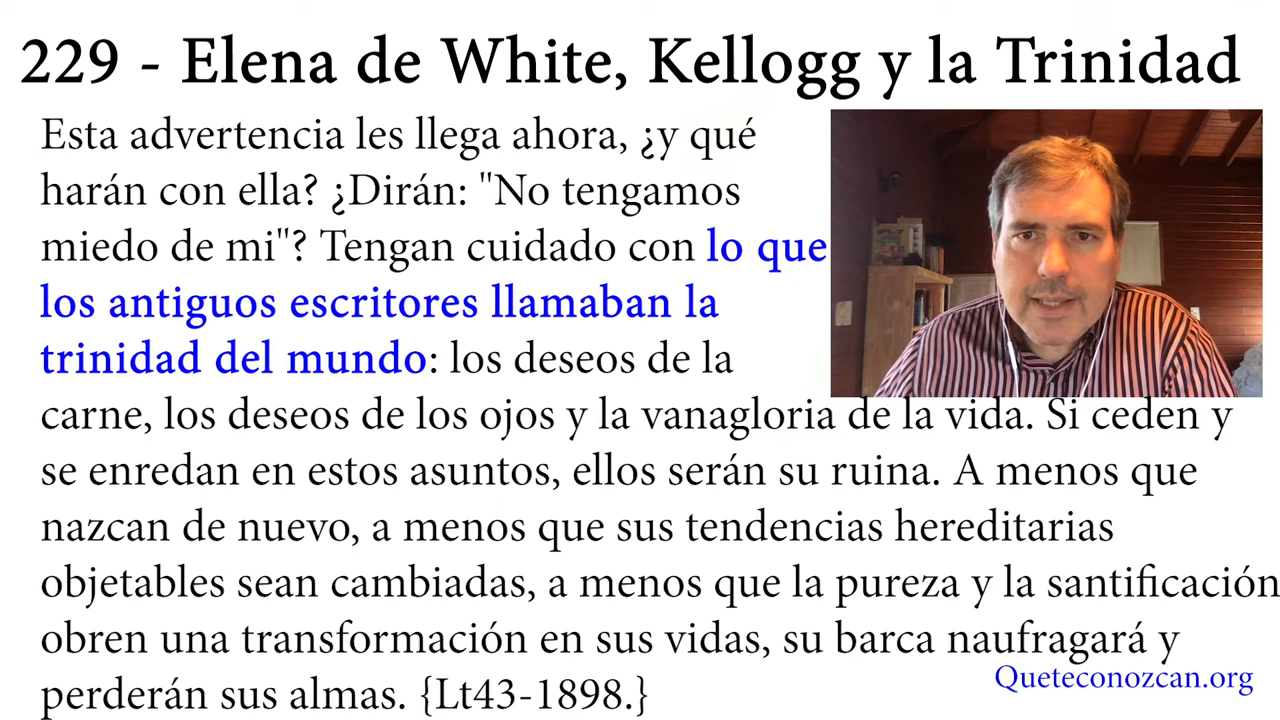 229 - Elena de White, Kellogg y la Trinidad
Esta advertencia les llega ahora, ¿y qué
harán con ella? ¿Dirán: "No tengamos
miedo de mi"? Tengan cuidado con lo que
los antiguos escritores llamaban la
trinidad del mundo: los deseos de la
carne, los deseos de los ojos y la vanagloria de la vida. Si ceden y
se enredan en estos asuntos, ellos serán su ruina. A menos que
nazcan de nuevo, a menos que sus tendencias hereditarias
objetables sean cambiadas, a menos que la pureza y la santificación
obren una transformación en sus vidas, su barca naufragará y
perderán sus almas. {Lt43-1898.}
Queteconozcan.org